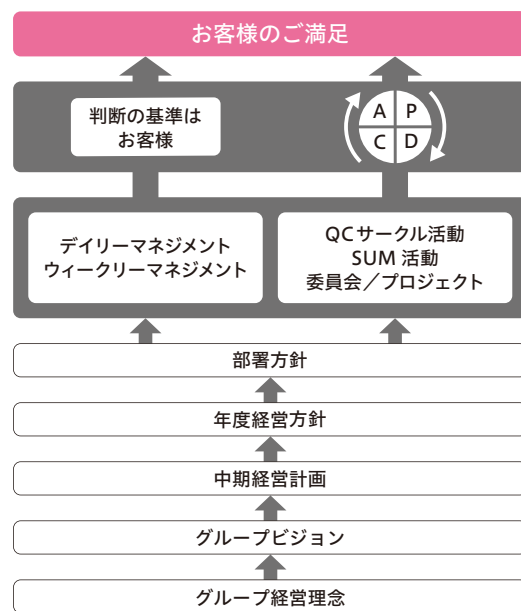 お客様のご満足
判断の基準は
お客様
A P
C D
デイリーマネジメント
ウィークリーマネジメント
QCサークル活動
SUM 活動
委員会／プロジェクト
部署方針
年度経営方針
中期経営計画
グループビジョン
グループ経営理念